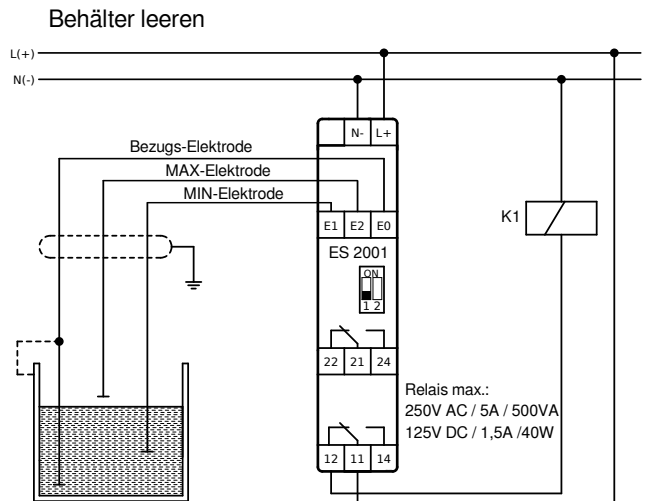 Behälter leeren
L(+)
N(-)
N- L+
Bezugs-Elektrode
MAX-Elektrode
MIN-Elektrode
E1 E2 E0
K1
ES 2001
ON
1 2
22 21 24
Relais max.:
250V AC / 5A / 500VA
125V DC / 1,5A /40W
12 11 14